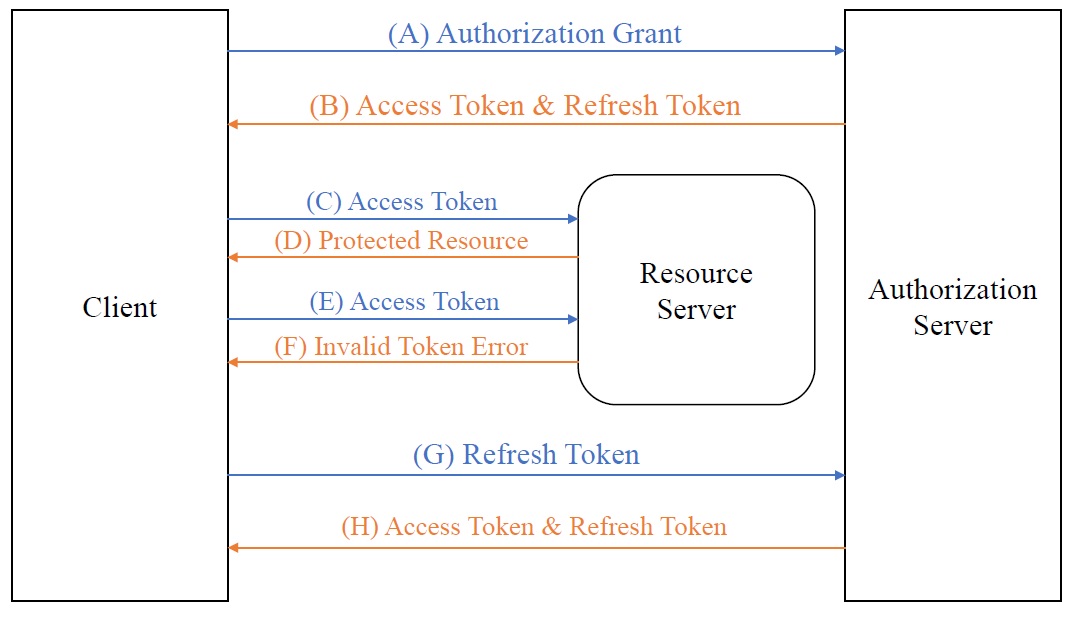 (A) Authorization Grant
(B) Access Token & Refresh Token
(C) Access Token
(D) Protected Resource
(E) Access Token
(F) Invalid Token Error
Client
Resource
Server
Authorization
Server
(G) Refresh Token
(H) Access Token & Refresh Token